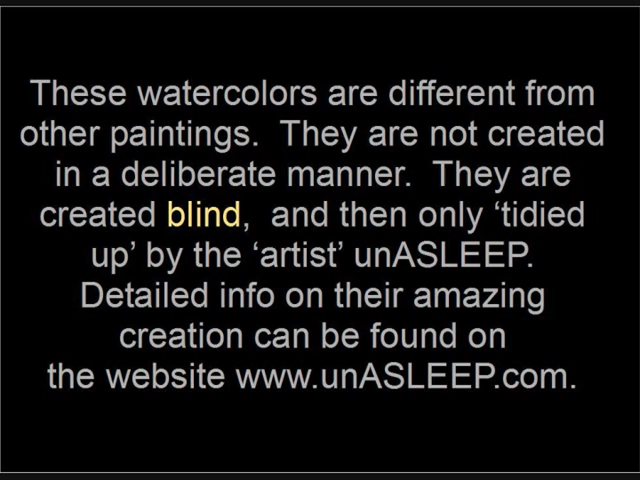 These watercolors are different from
other paintings.  They are not created
in a deliberate manner.  They are
created blind,  and then only ‘tidied
up’ by the ‘artist’ unASLEEP.
Detailed info on their amazing
creation can be found on
the website www.unASLEEP.com.